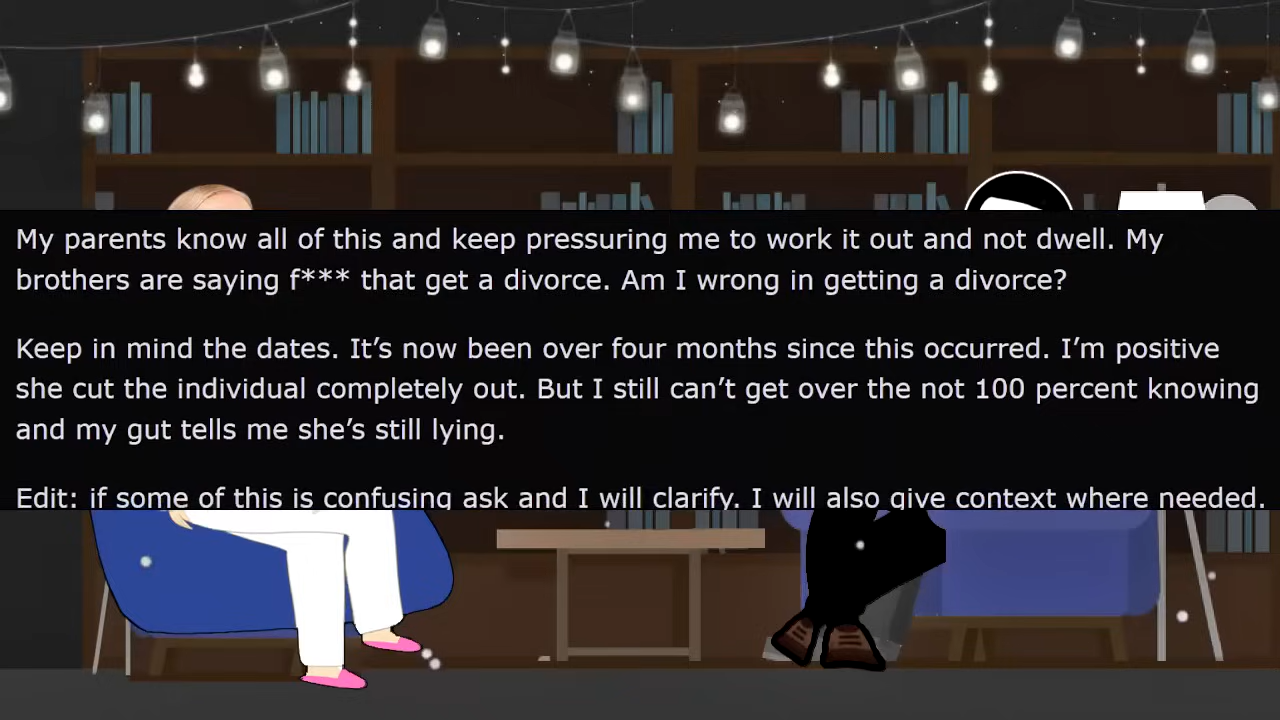 My parents know all of this and keep pressuring me to work it out and not dwell. My
brothers are saying f*** that get a divorce. Am I wrong in getting a divorce?
Keep in mind the dates. It’s now been over four months since this occurred. I’m positive
she cut the individual completely out. But I still can’t get over the not 100 percent knowing
and my gut tells me she’s still lying.
Edit: if some of this is confusing ask and I will clarify. I will also give context where needed.